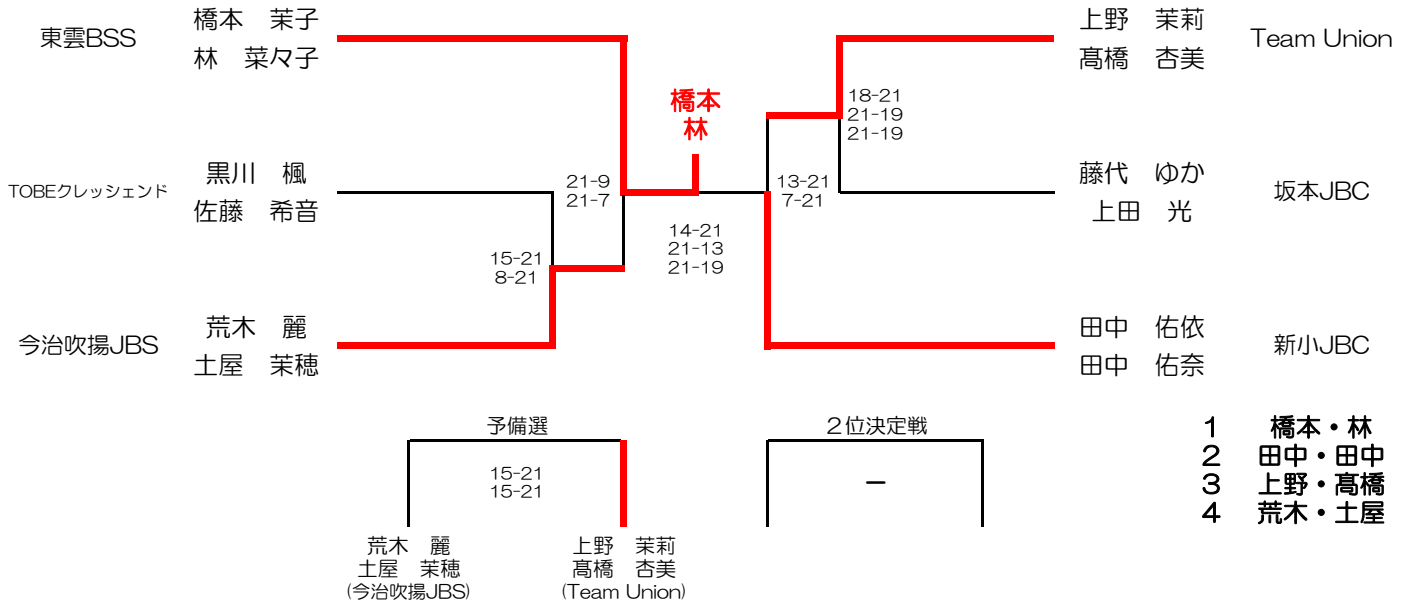 東雲BSS
橋本 茉子
林 菜々子
上野 茉莉
髙橋 杏美
Team Union
橋本
林
18-21
21-19
21-19
TOBEクレッシェンド
黒川 楓
佐藤 希音
21-9
21-7
13-21
7-21
藤代 ゆか
上田 光
坂本JBC
14-21
21-13
21-19
15-21
8-21
今治吹揚JBS
荒木 麗
土屋 茉穂
田中 佑依
田中 佑奈
新小JBC
予備選
15-21
15-21
荒木 麗
土屋 茉穂
(今治吹揚JBS)
上野 茉莉
髙橋 杏美
(Team Union)
2位決定戦
－
1 橋本・林
2 田中・田中
3 上野・髙橋
4 荒木・土屋